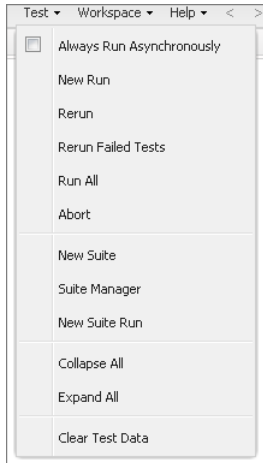 Test ▾ Workspace ▾ Help ▾ < >
Always Run Asynchronously
New Run
Rerun
Rerun Failed Tests
Run All
Abort
New Suite
Suite Manager
New Suite Run
Collapse All
Expand All
Clear Test Data